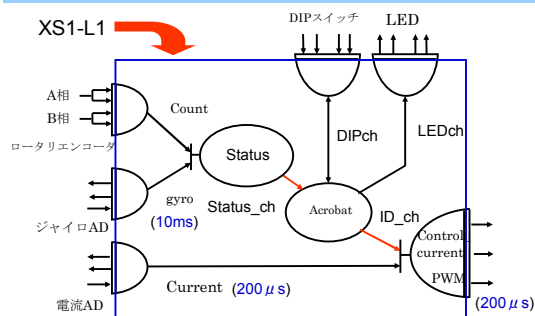 XS1-L1
DIPスイッチ
LED
A相
B相
ロータリエンコーダ
Count
Status
DIPch
LEDch
gyro
(10ms)
Status_ch
Acrobat
ID_ch
ジャイロAD
Control
current
PWM
Current (200μs)
(200μs)
電流AD